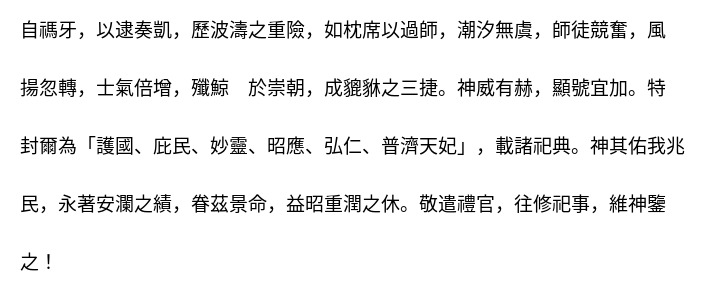 自禡牙，以逮奏凱，歷波濤之重險，如枕席以過師，潮汐無虞，師徒競奮，風
揚忽轉，士氣倍增，殲鯨　於崇朝，成貔貅之三捷。神威有赫，顯號宜加。特
封爾為「護國、庇民、妙靈、昭應、弘仁、普濟天妃」，載諸祀典。神其佑我兆
民，永著安瀾之績，眷茲景命，益昭重潤之休。敬遣禮官，往修祀事，維神鑒
之！